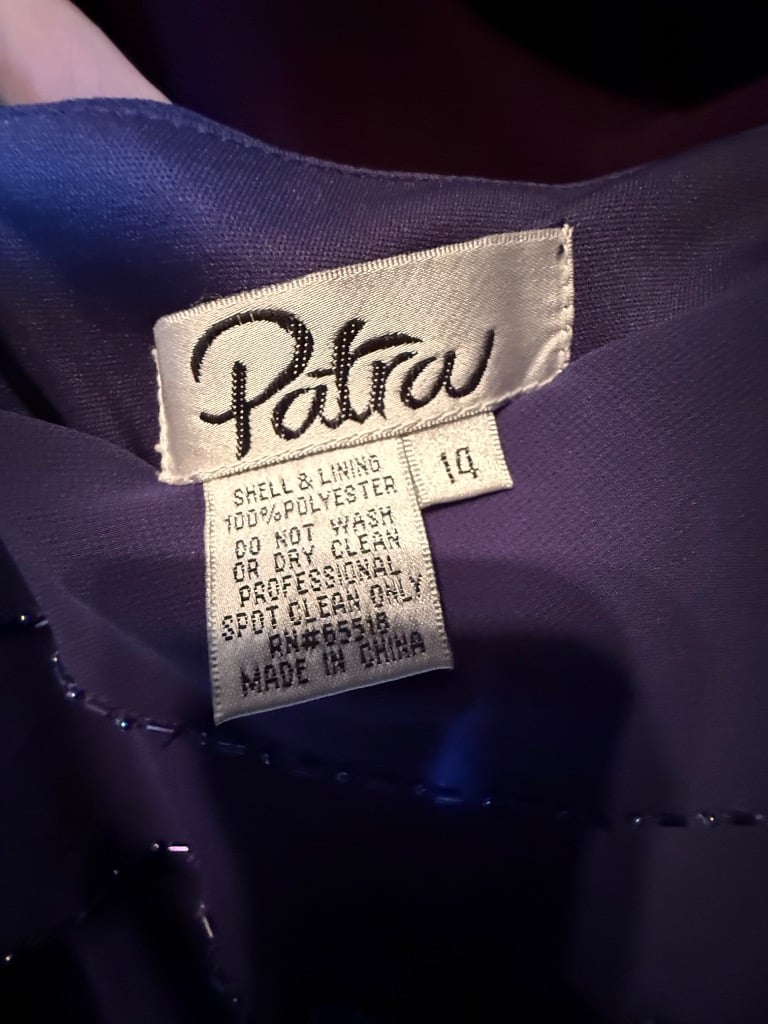 Patra
14
SHELL & LINING
100% POLYESTER
DO NOT WASH
OR DRY CLEAN
PROFESSIONAL
SPOT CLEAN ONLY
RN#65518
MADE IN CHINA